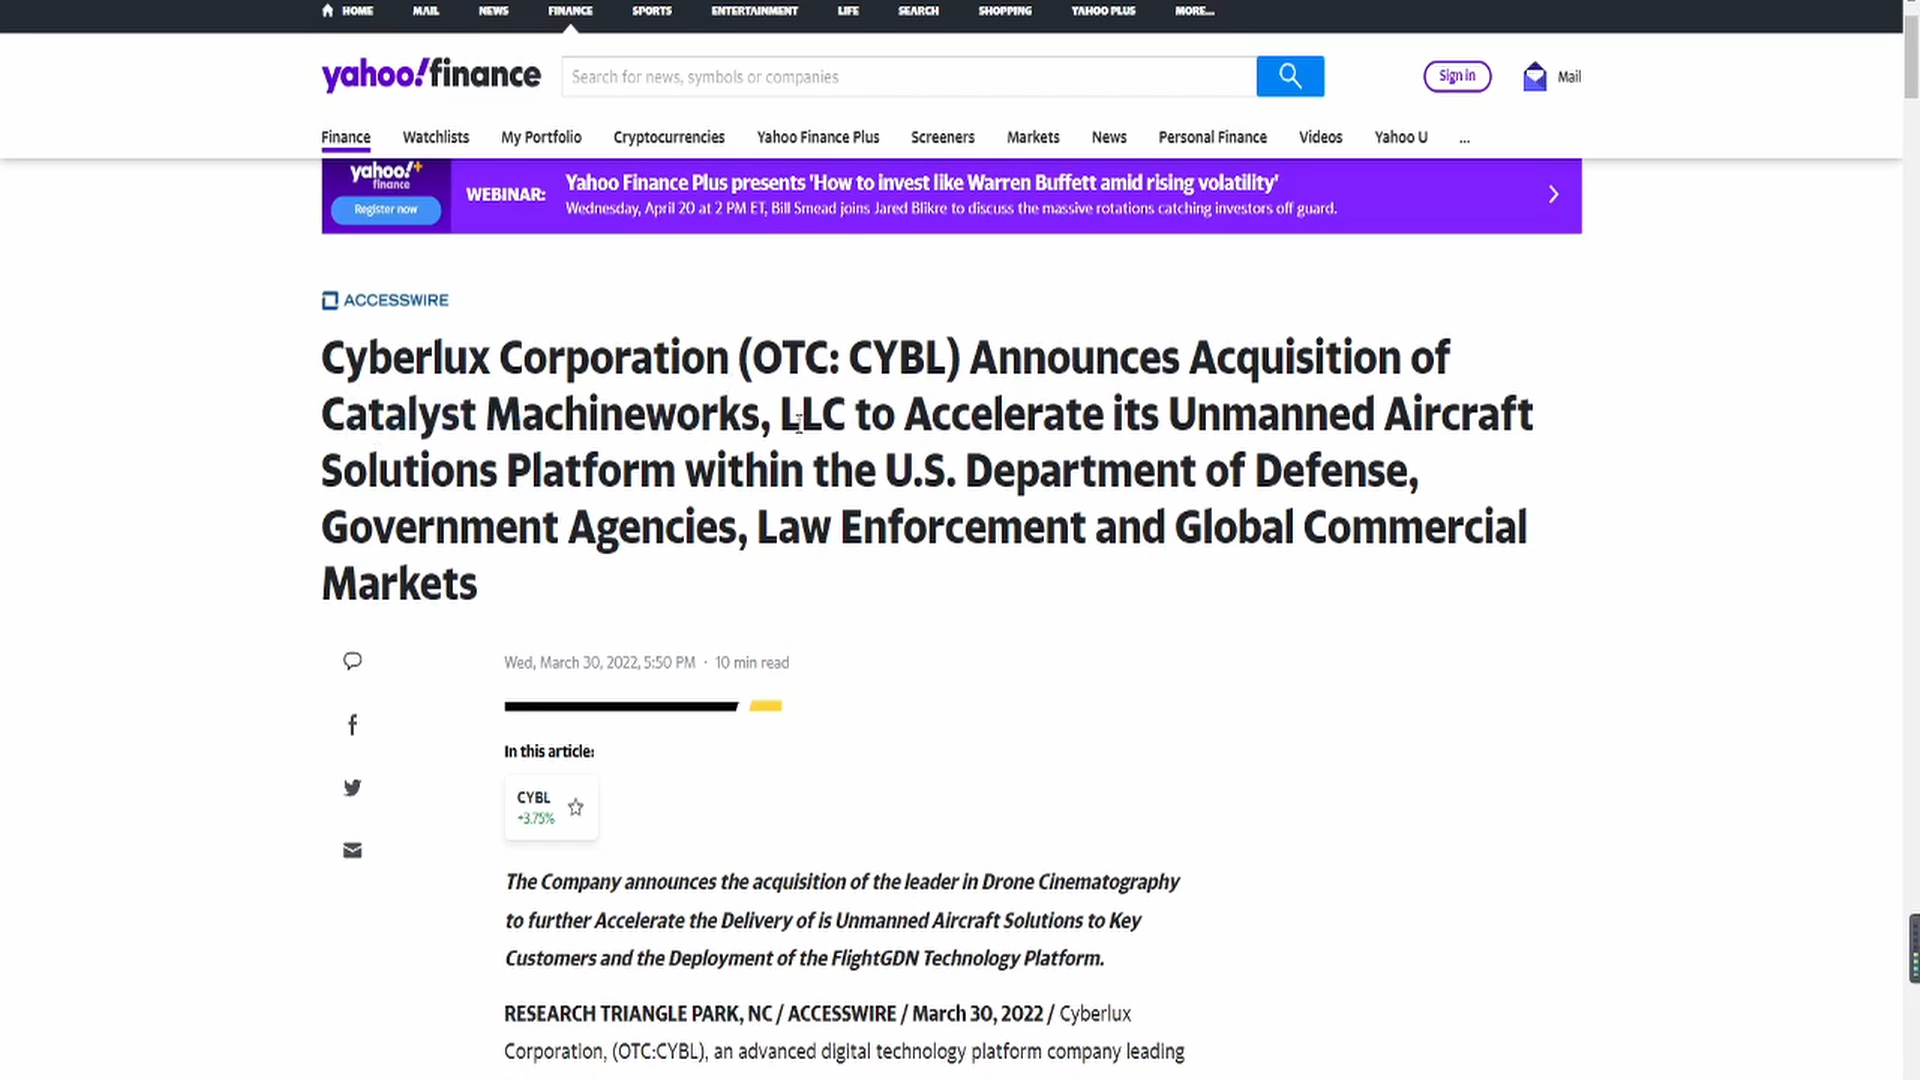 HOME MAIL NEWS FINANCE SPORTS ENTERTAINMENT LIFE SEARCH SHOPPING YAHOO PLUS MORE...
yahoo!finance
Search for news, symbols or companies
Sign in
Mail
Finance Watchlists My Portfolio Cryptocurrencies Yahoo Finance Plus Screeners Markets News Personal Finance Videos Yahoo U ...
yahoo!+
finance
Register now
WEBINAR:
Yahoo Finance Plus presents 'How to invest like Warren Buffett amid rising volatility'
Wednesday, April 20 at 2 PM ET, Bill Smead joins Jared Blikre to discuss the massive rotations catching investors off guard.
ACCESSWIRE
Cyberlux Corporation (OTC: CYBL) Announces Acquisition of
Catalyst Machineworks, LLC to Accelerate its Unmanned Aircraft
Solutions Platform within the U.S. Department of Defense,
Government Agencies, Law Enforcement and Global Commercial
Markets
Wed, March 30, 2022, 5:50 PM · 10 min read
In this article:
CYBL
+3.75%
The Company announces the acquisition of the leader in Drone Cinematography
to further Accelerate the Delivery of is Unmanned Aircraft Solutions to Key
Customers and the Deployment of the FlightGDN Technology Platform.
RESEARCH TRIANGLE PARK, NC / ACCESSWIRE / March 30, 2022 / Cyberlux
Corporation, (OTC:CYBL), an advanced digital technology platform company leading